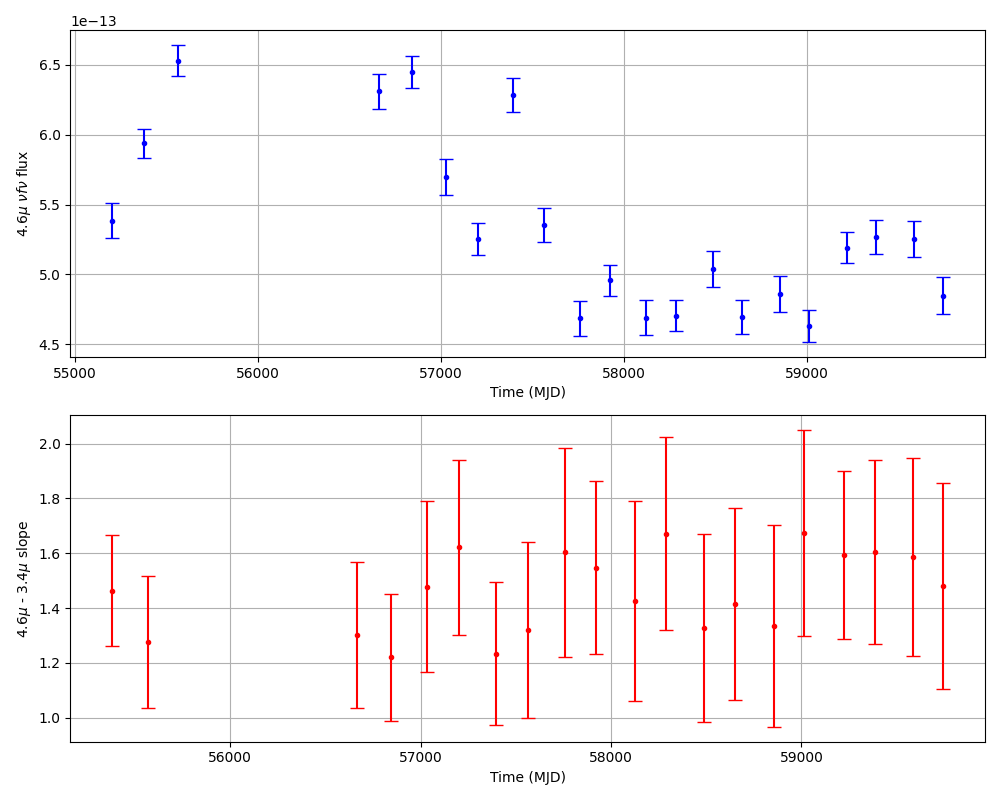 1e−13
6.5
6.0
5.5
5.0
4.5
4.6μ νfν flux
55000 56000 57000 58000 59000
Time (MJD)
2.0
1.8
1.6
1.4
1.2
1.0
4.6μ - 3.4μ slope
56000 57000 58000 59000
Time (MJD)